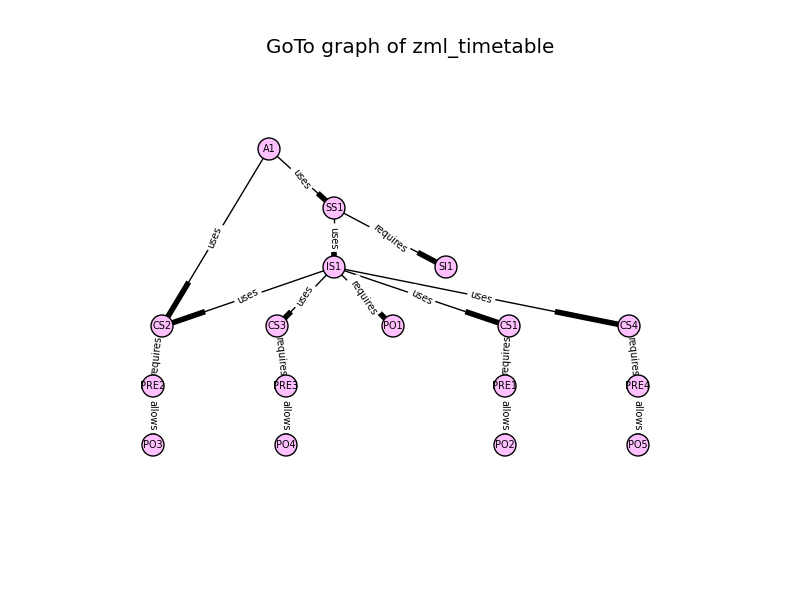 GoTo graph of zml_timetable
A1
uses
SS1
uses
uses
requires
IS1
SI1
uses
uses
requires
uses
uses
CS2
CS3
PO1
CS1
CS4
requires
requires
requires
requires
PRE2
PRE3
PRE1
PRE4
allows
allows
allows
allows
PO3
PO4
PO2
PO5